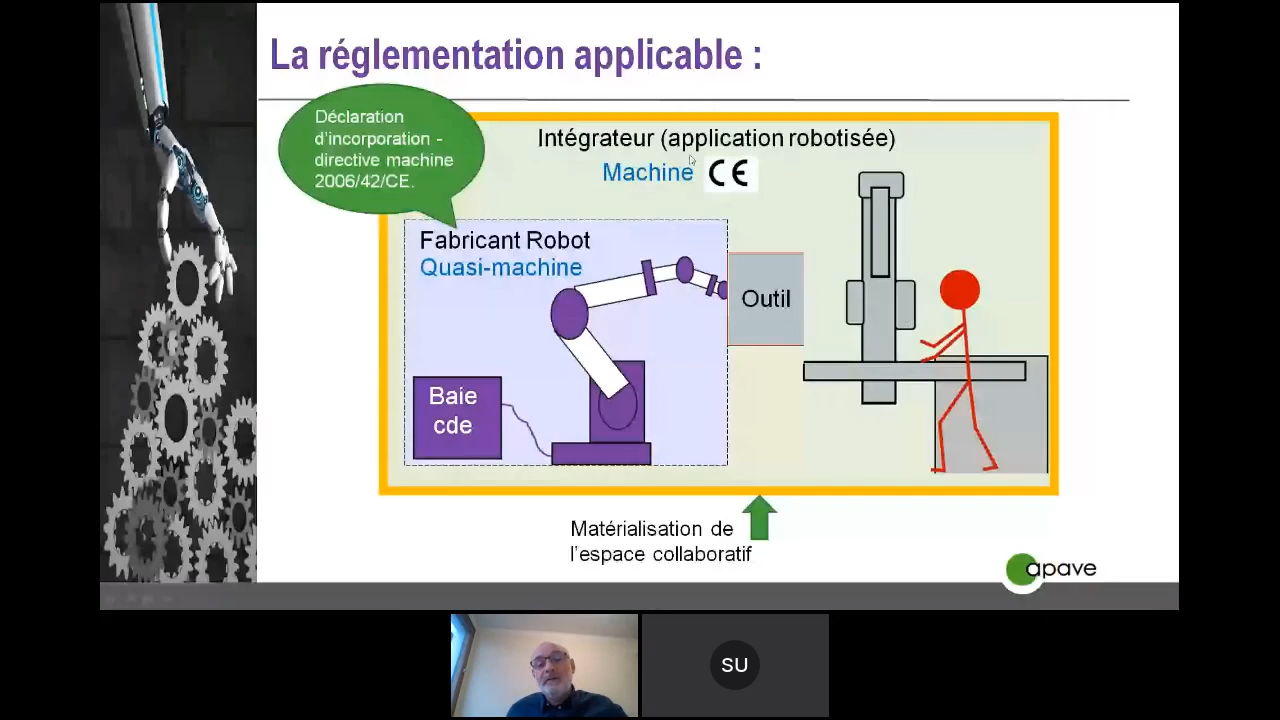 La réglementation applicable :
Déclaration
d'incorporation -
directive machine
2006/42/CE.
Intégrateur (application robotisée)
Machine CE
Fabricant Robot
Quasi-machine
Outil
Baie
cde
Matérialisation de
l'espace collaboratif
apave
SU